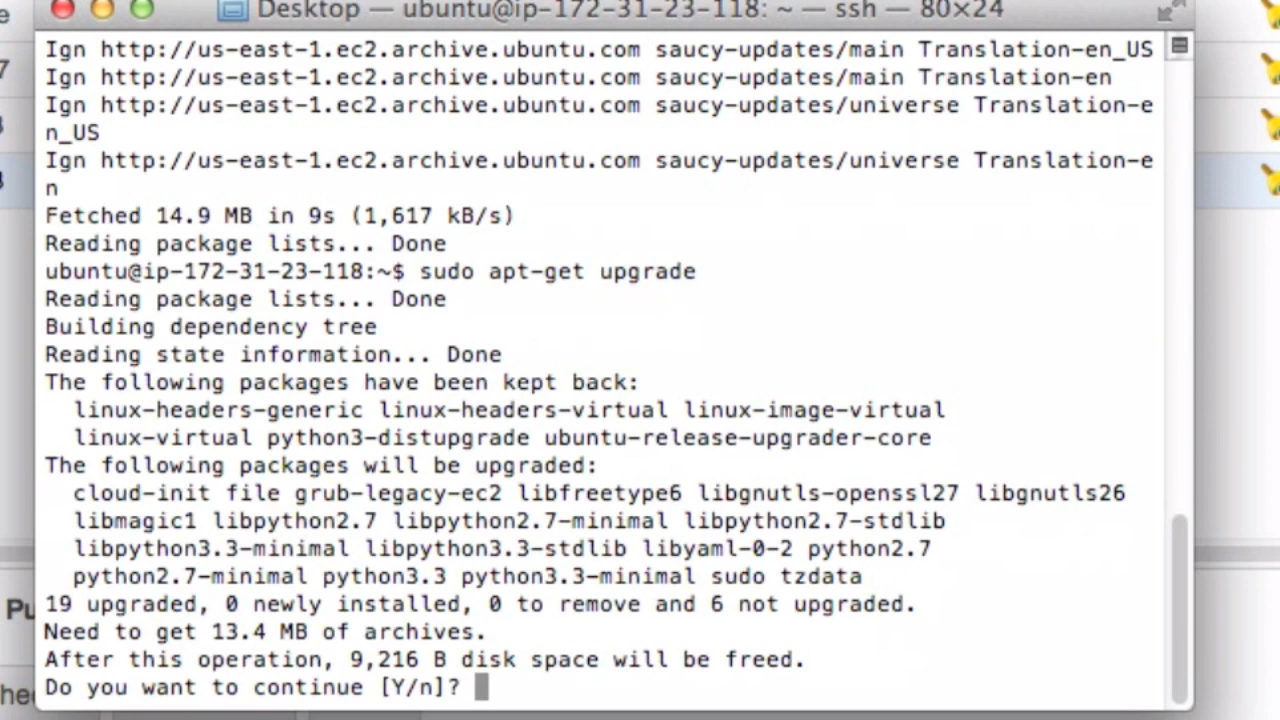 Desktop — ubuntu@ip-172-31-23-118: ~ — ssh — 80×24
Ign http://us-east-1.ec2.archive.ubuntu.com saucy-updates/main Translation-en_US
Ign http://us-east-1.ec2.archive.ubuntu.com saucy-updates/main Translation-en
Ign http://us-east-1.ec2.archive.ubuntu.com saucy-updates/universe Translation-e
n_US
Ign http://us-east-1.ec2.archive.ubuntu.com saucy-updates/universe Translation-e
n
Fetched 14.9 MB in 9s (1,617 kB/s)
Reading package lists... Done
ubuntu@ip-172-31-23-118:~$ sudo apt-get upgrade
Reading package lists... Done
Building dependency tree
Reading state information... Done
The following packages have been kept back:
  linux-headers-generic linux-headers-virtual linux-image-virtual
  linux-virtual python3-distupgrade ubuntu-release-upgrader-core
The following packages will be upgraded:
  cloud-init file grub-legacy-ec2 libfreetype6 libgnutls-openssl27 libgnutls26
  libmagic1 libpython2.7 libpython2.7-minimal libpython2.7-stdlib
  libpython3.3-minimal libpython3.3-stdlib libyaml-0-2 python2.7
  python2.7-minimal python3.3 python3.3-minimal sudo tzdata
19 upgraded, 0 newly installed, 0 to remove and 6 not upgraded.
Need to get 13.4 MB of archives.
After this operation, 9,216 B disk space will be freed.
Do you want to continue [Y/n]?